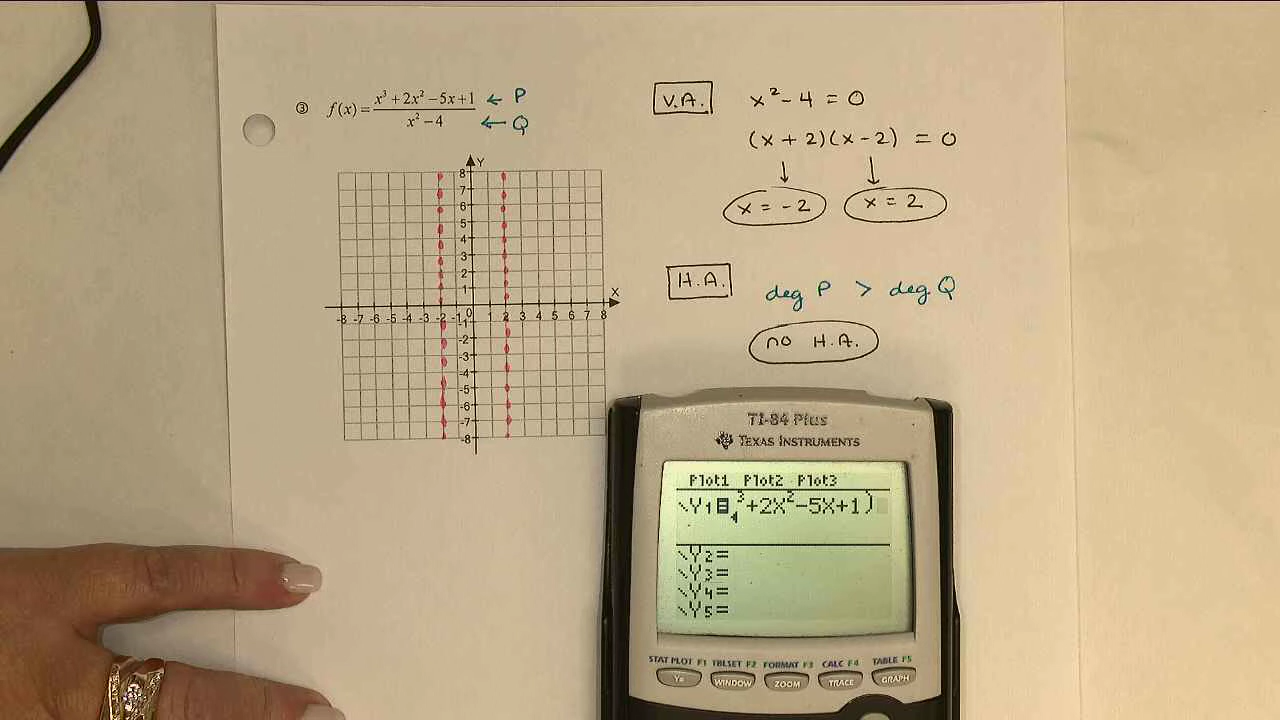 ③ f(x) = (x³ + 2x² − 5x + 1)/(x² − 4) ← P ← Q
V.A. x² − 4 = 0
(x + 2)(x − 2) = 0
↓ ↓
x = −2 x = 2
H.A. deg P > deg Q
no H.A.
Y
8
7
6
5
4
3
2
1
X
-8 -7 -6 -5 -4 -3 -2 -1 0 1 2 3 4 5 6 7 8
-1
-2
-3
-4
-5
-6
-7
-8
TI-84 Plus
TEXAS INSTRUMENTS
Plot1 Plot2 Plot3
\Y₁=³+2X²−5X+1)
\Y₂=
\Y₃=
\Y₄=
\Y₅=
STAT PLOT F1 TBLSET F2 FORMAT F3 CALC F4 TABLE F5
Y= WINDOW ZOOM TRACE GRAPH